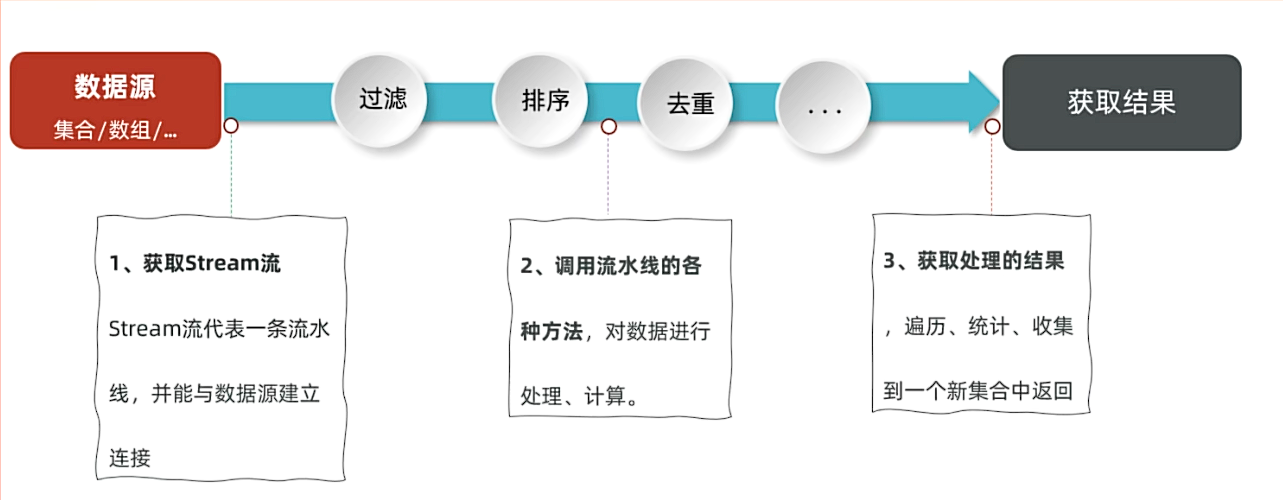 数据源
集合/数组/...
过滤
排序
去重
...
获取结果
1、获取Stream流
Stream流代表一条流水
线，并能与数据源建立
连接
2、调用流水线的各
种方法，对数据进行
处理、计算。
3、获取处理的结果
，遍历、统计、收集
到一个新集合中返回